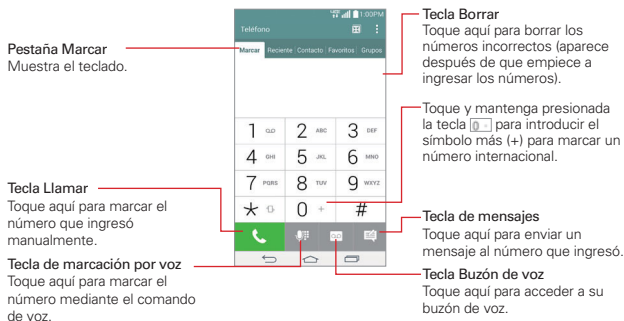 Pestaña Marcar
Muestra el teclado.
Tecla Llamar
Toque aquí para marcar el
número que ingresó
manualmente.
Tecla de marcación por voz
Toque aquí para marcar el
número mediante el comando
de voz.
1:00PM
Teléfono
Marcar Reciente Contacto Favoritos Grupos
1 2 ABC 3 DEF
4 GHI 5 JKL 6 MNO
7 PQRS 8 TUV 9 WXYZ
* 0 + #
Tecla Borrar
Toque aquí para borrar los
números incorrectos (aparece
después de que empiece a
ingresar los números).
Toque y mantenga presionada
la tecla 0 + para introducir el
símbolo más (+) para marcar un
número internacional.
Tecla de mensajes
Toque aquí para enviar un
mensaje al número que ingresó.
Tecla Buzón de voz
Toque aquí para acceder a su
buzón de voz.